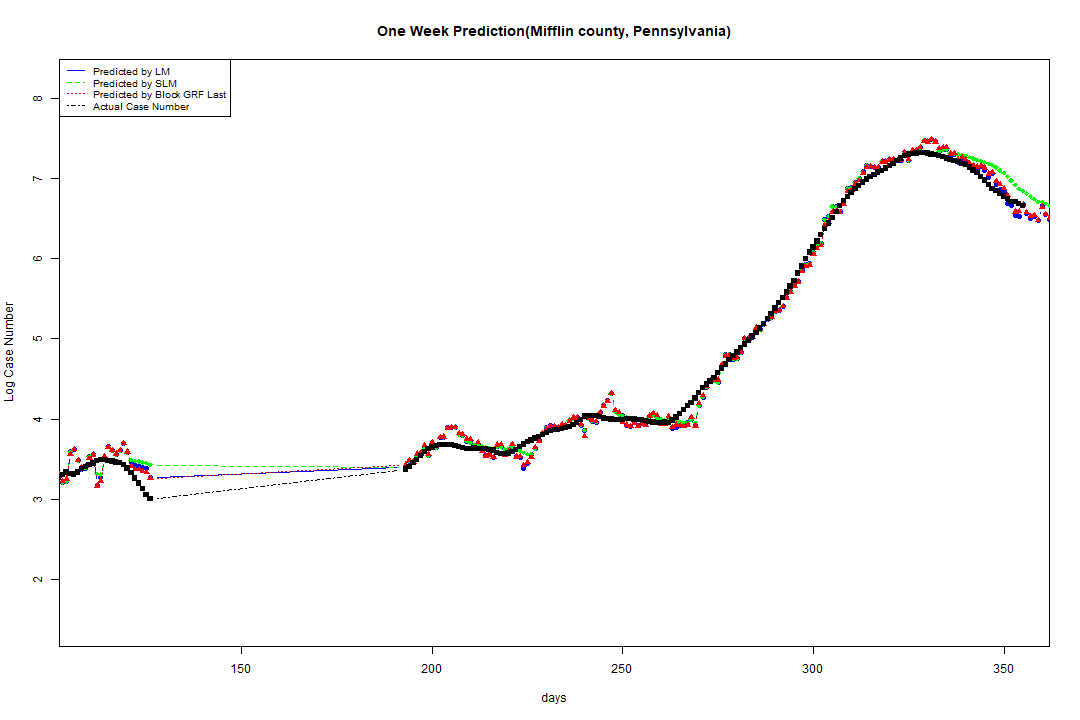 One Week Prediction(Mifflin county, Pennsylvania)
Predicted by LM
Predicted by SLM
Predicted by Block GRF Last
Actual Case Number
8
7
6
5
4
3
2
Log Case Number
150 200 250 300 350
days